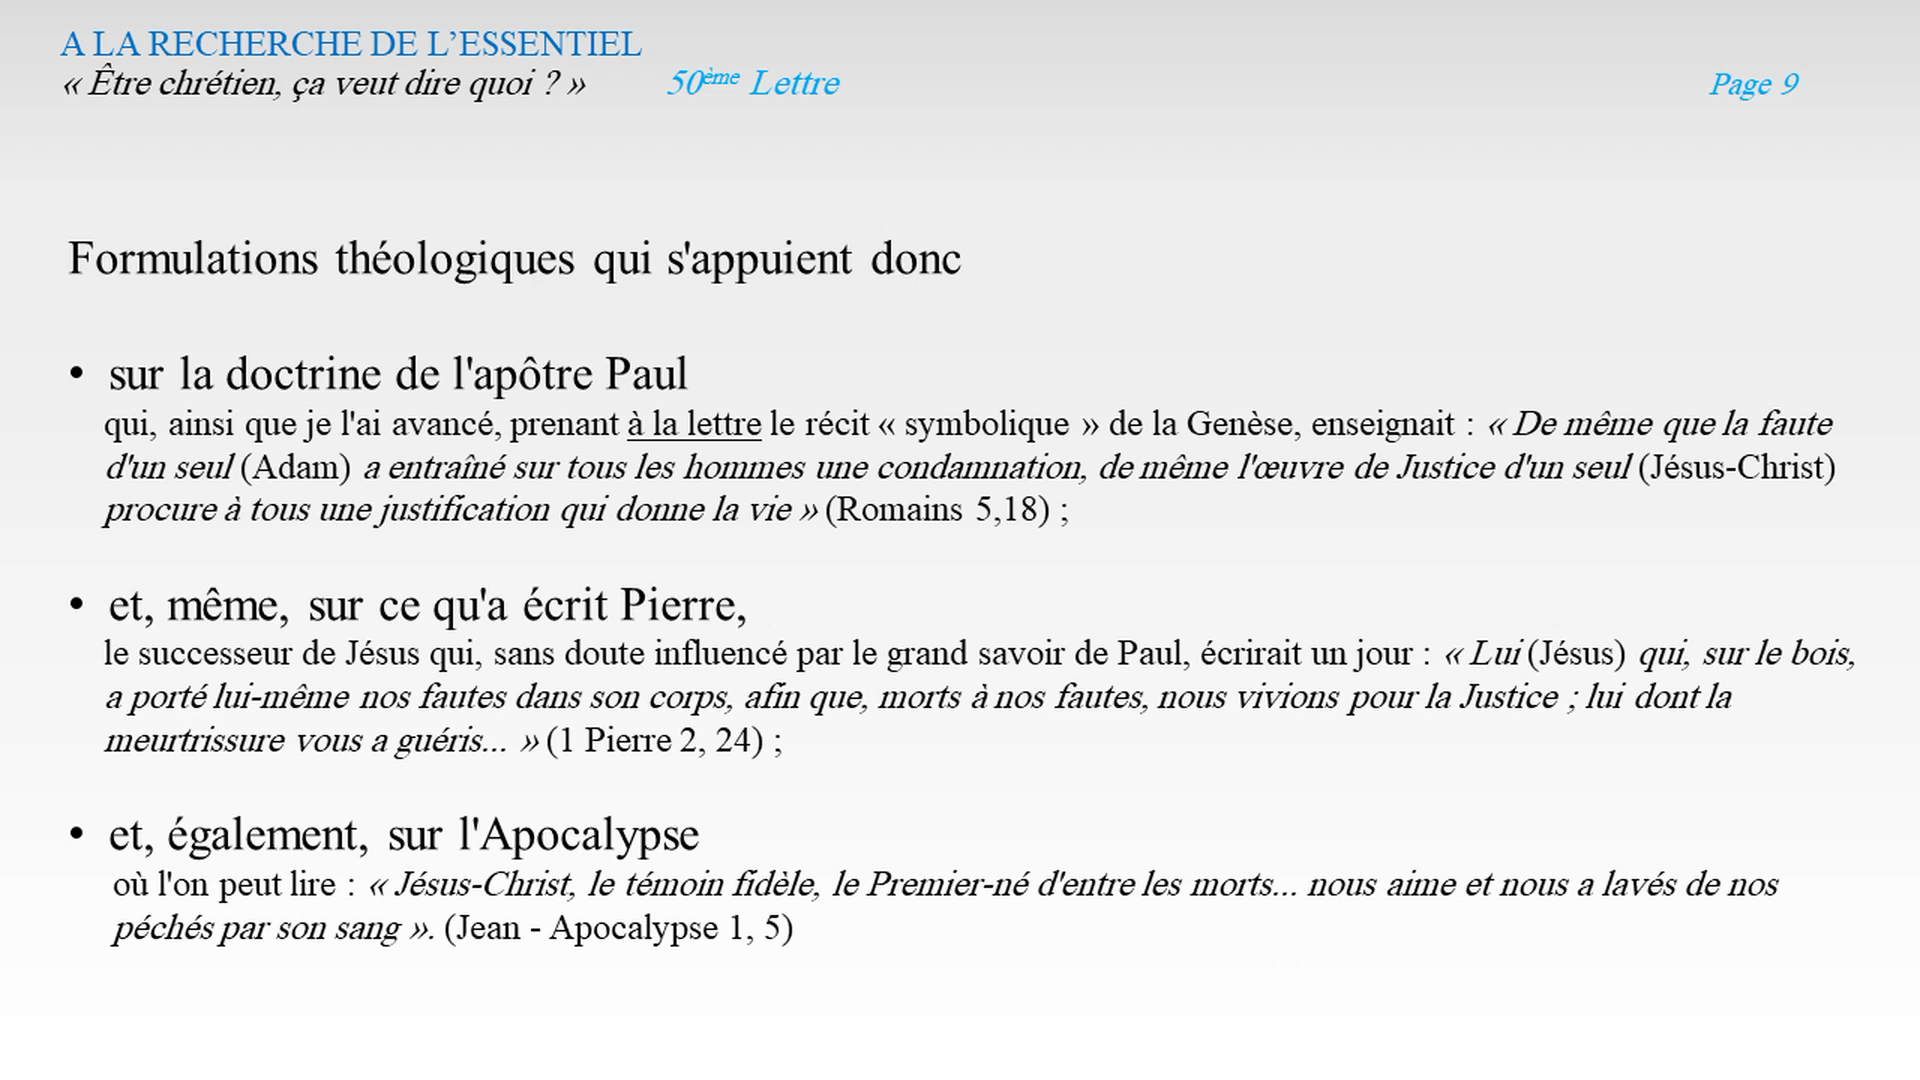 A LA RECHERCHE DE L’ESSENTIEL
« Être chrétien, ça veut dire quoi ? » 50ème Lettre Page 9
Formulations théologiques qui s'appuient donc
• sur la doctrine de l'apôtre Paul
qui, ainsi que je l'ai avancé, prenant à la lettre le récit « symbolique » de la Genèse, enseignait : « De même que la faute
d'un seul (Adam) a entraîné sur tous les hommes une condamnation, de même l'œuvre de Justice d'un seul (Jésus-Christ)
procure à tous une justification qui donne la vie » (Romains 5,18) ;
• et, même, sur ce qu'a écrit Pierre,
le successeur de Jésus qui, sans doute influencé par le grand savoir de Paul, écrirait un jour : « Lui (Jésus) qui, sur le bois,
a porté lui-même nos fautes dans son corps, afin que, morts à nos fautes, nous vivions pour la Justice ; lui dont la
meurtrissure vous a guéris... » (1 Pierre 2, 24) ;
• et, également, sur l'Apocalypse
où l'on peut lire : « Jésus-Christ, le témoin fidèle, le Premier-né d'entre les morts... nous aime et nous a lavés de nos
péchés par son sang ». (Jean - Apocalypse 1, 5)